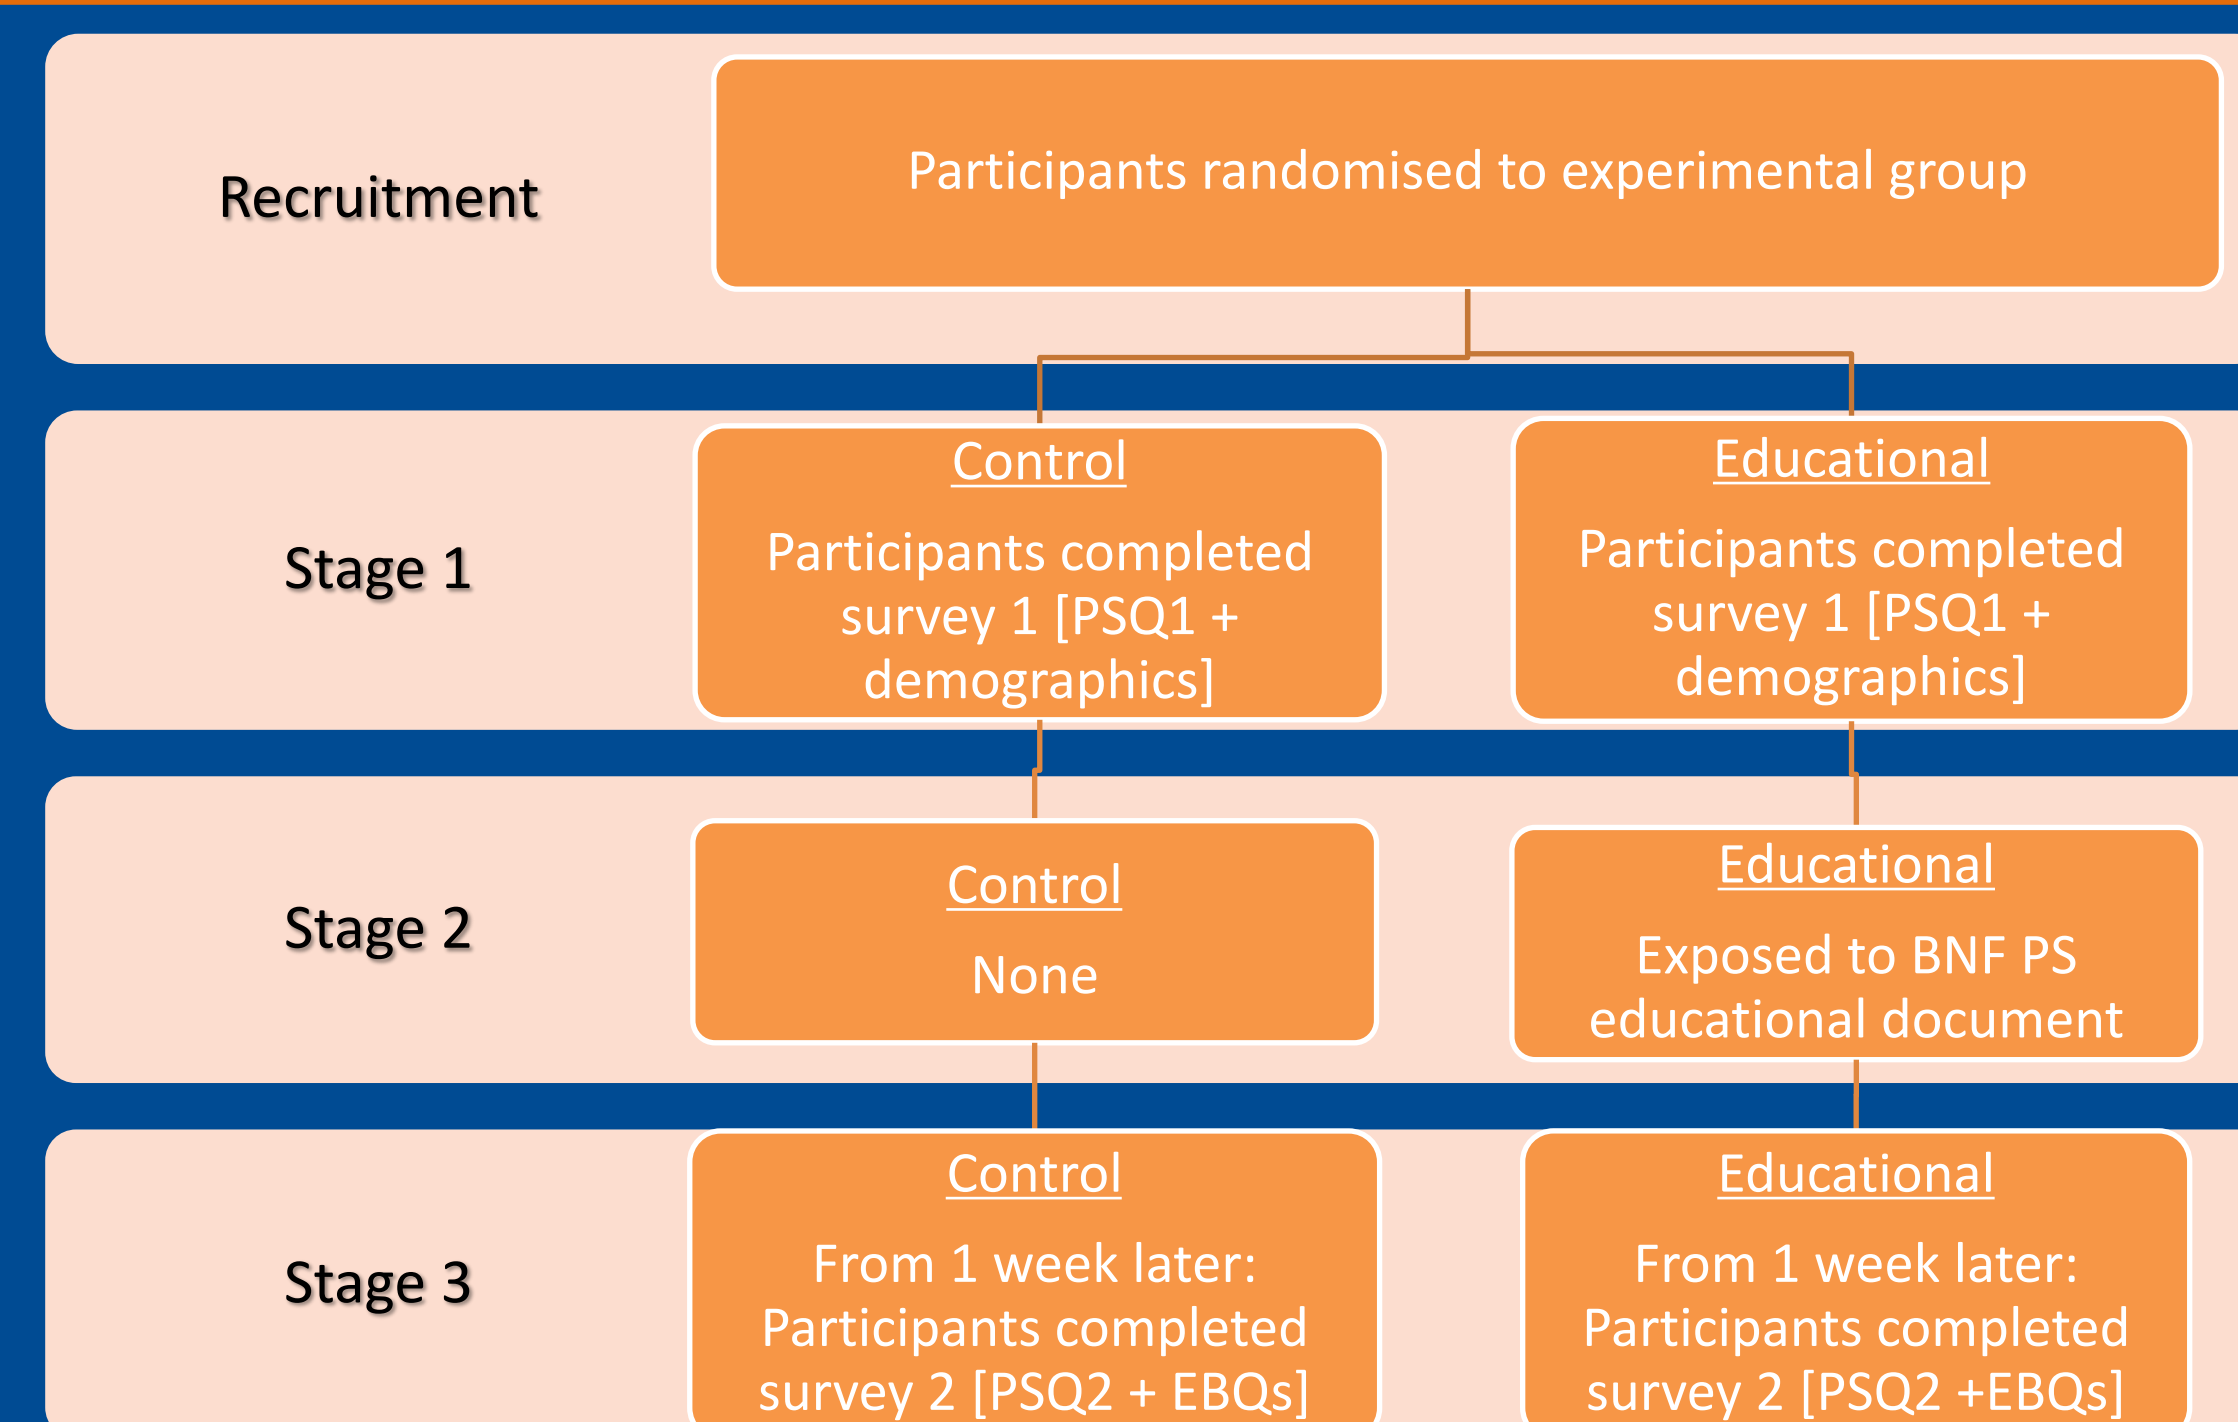 Recruitment
Participants randomised to experimental group
Stage 1
Control
Participants completed
survey 1 [PSQ1 +
demographics]
Educational
Participants completed
survey 1 [PSQ1 +
demographics]
Stage 2
Control
None
Educational
Exposed to BNF PS
educational document
Stage 3
Control
From 1 week later:
Participants completed
survey 2 [PSQ2 + EBQs]
Educational
From 1 week later:
Participants completed
survey 2 [PSQ2 +EBQs]